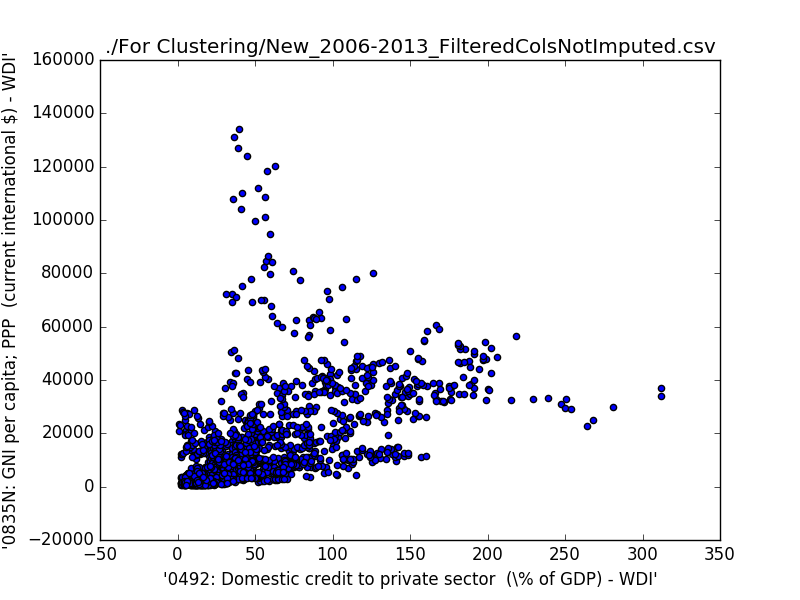 ./For Clustering/New_2006-2013_FilteredColsNotImputed.csv
'0835N: GNI per capita; PPP  (current international $) - WDI'
160000
140000
120000
100000
80000
60000
40000
20000
0
−20000
−50 0 50 100 150 200 250 300 350
'0492: Domestic credit to private sector  (\% of GDP) - WDI'